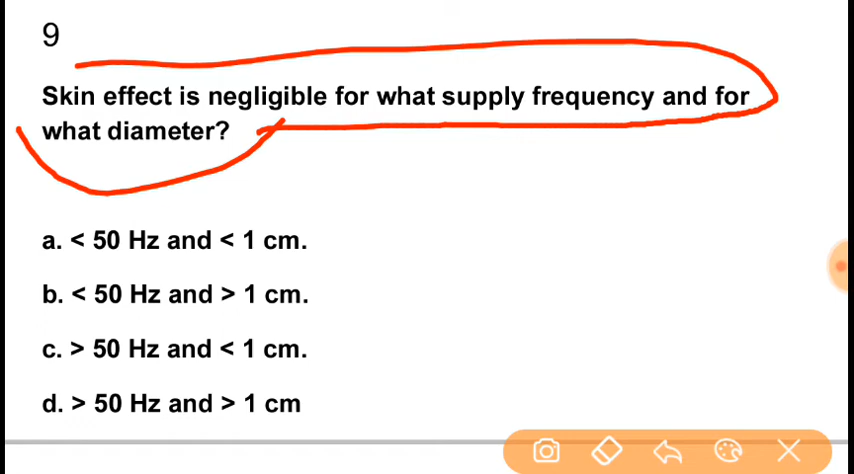 9
Skin effect is negligible for what supply frequency and for
what diameter?
a. < 50 Hz and < 1 cm.
b. < 50 Hz and > 1 cm.
c. > 50 Hz and < 1 cm.
d. > 50 Hz and > 1 cm